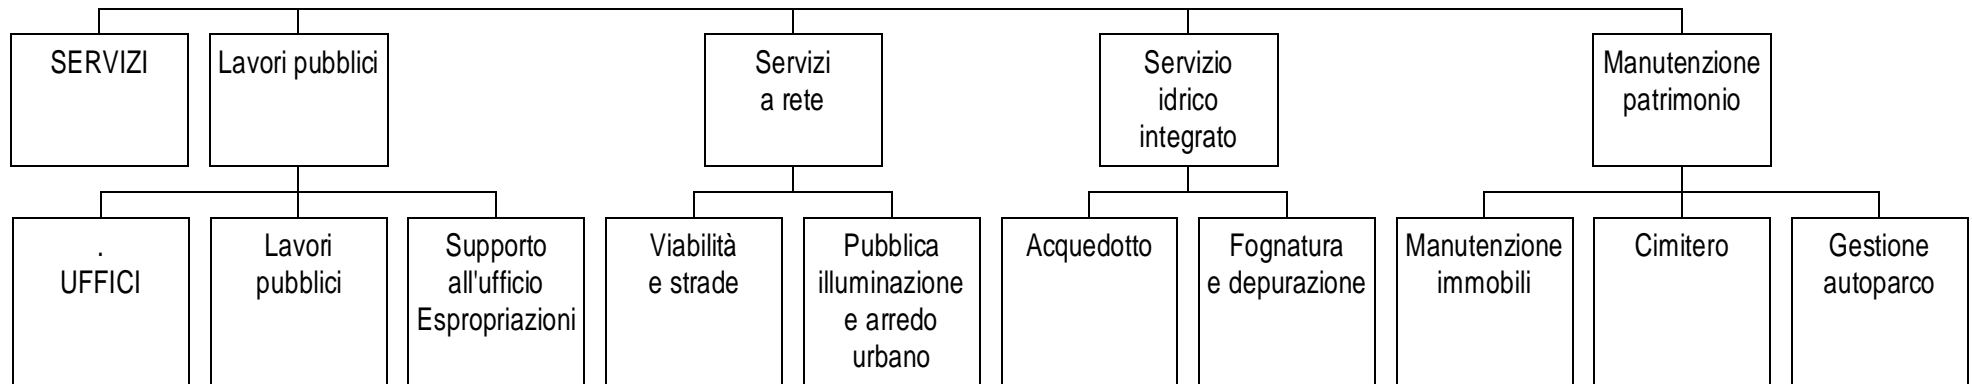 SERVIZI
Lavori pubblici
Servizi
a rete
Servizio
idrico
integrato
Manutenzione
patrimonio
.
UFFICI
Lavori
pubblici
Supporto
all'ufficio
Espropriazioni
Viabilità
e strade
Pubblica
illuminazione
e arredo
urbano
Acquedotto
Fognatura
e depurazione
Manutenzione
immobili
Cimitero
Gestione
autoparco